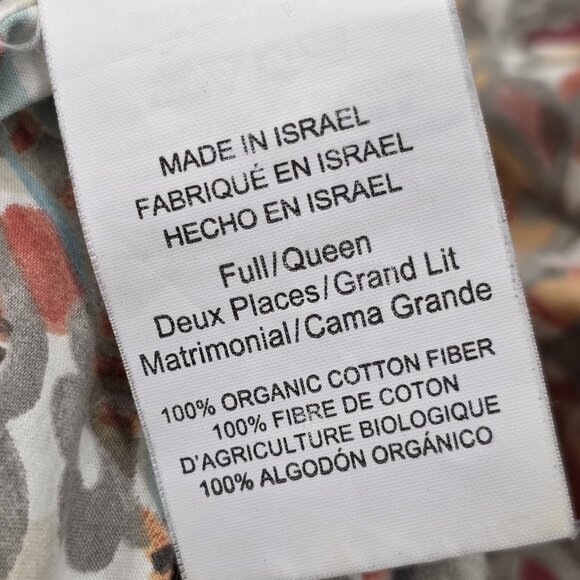 MADE IN ISRAEL
FABRIQUÉ EN ISRAEL
HECHO EN ISRAEL
Full/Queen
Deux Places/Grand Lit
Matrimonial/Cama Grande
100% ORGANIC COTTON FIBER
100% FIBRE DE COTON
D'AGRICULTURE BIOLOGIQUE
100% ALGODÓN ORGÁNICO